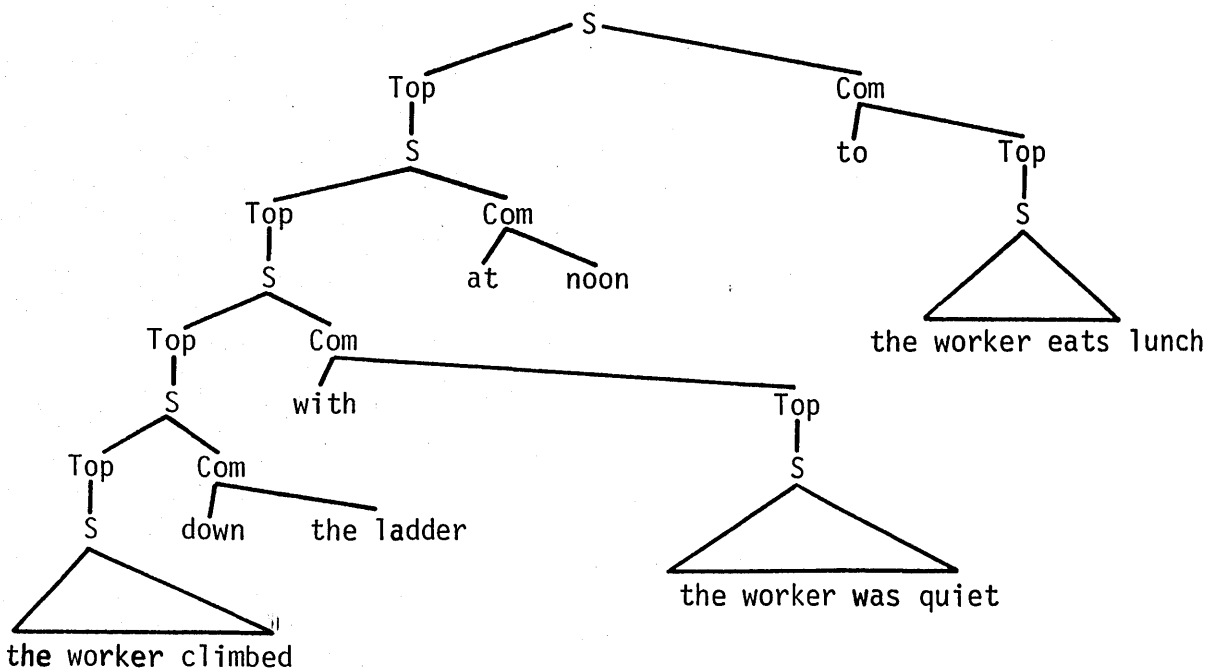 S
Top Com
to Top
S
Top Com S
at noon
S
the worker eats lunch
Top Com
with
S Top
Top Com S
down the ladder
S
the worker was quiet
the worker climbed